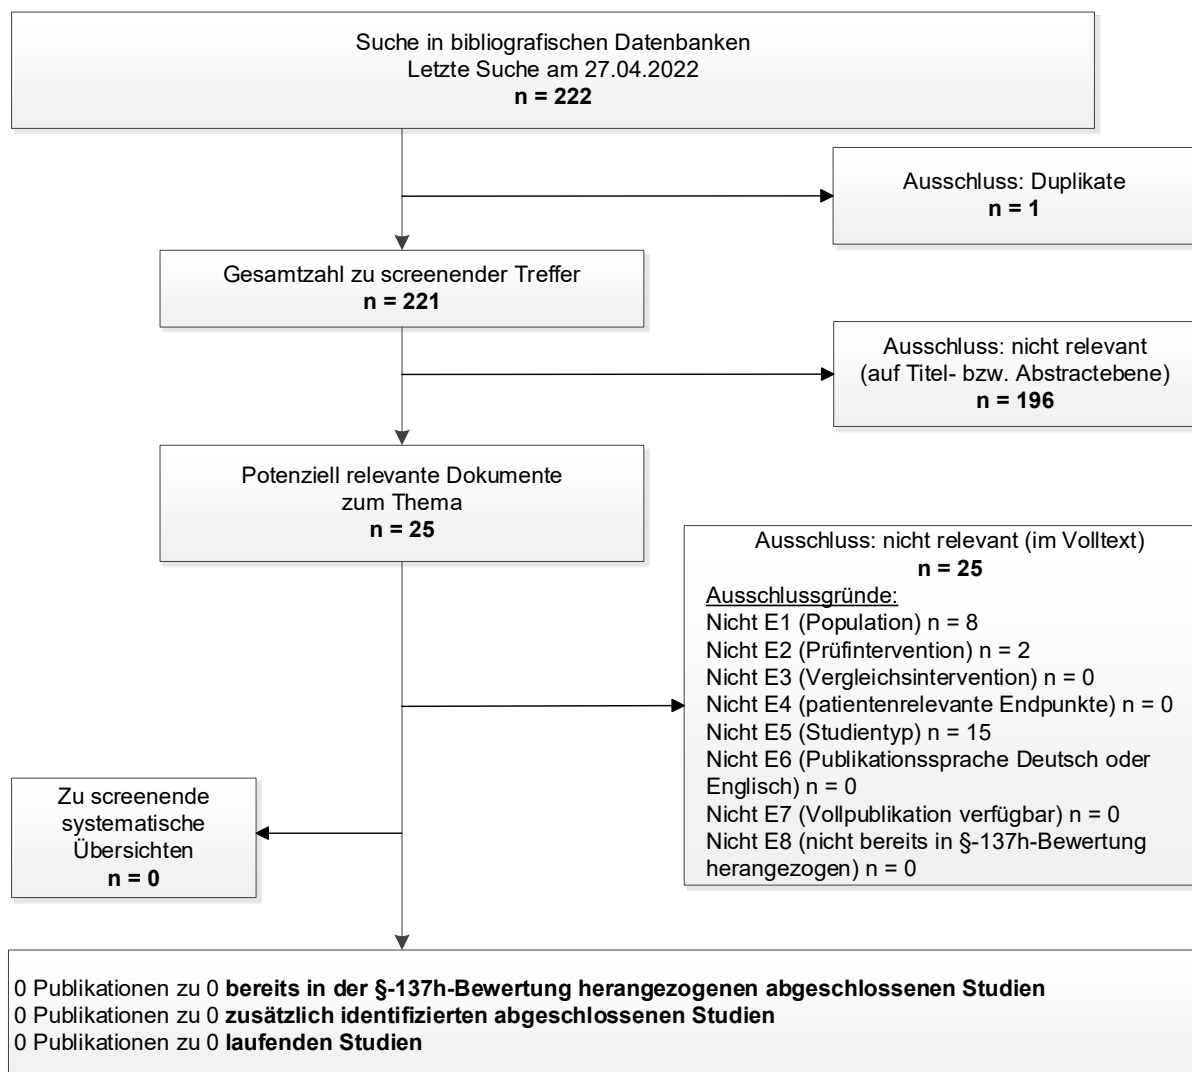 Suche in bibliografischen Datenbanken
Letzte Suche am 27.04.2022
n = 222
Ausschluss: Duplikate
n = 1
Gesamtzahl zu screenender Treffer
n = 221
Ausschluss: nicht relevant
(auf Titel- bzw. Abstractebene)
n = 196
Potenziell relevante Dokumente
zum Thema
n = 25
Ausschluss: nicht relevant (im Volltext)
n = 25
Ausschlussgründe:
Nicht E1 (Population) n = 8
Nicht E2 (Prüfintervention) n = 2
Nicht E3 (Vergleichsintervention) n = 0
Nicht E4 (patientenrelevante Endpunkte) n = 0
Nicht E5 (Studientyp) n = 15
Nicht E6 (Publikationssprache Deutsch oder
Englisch) n = 0
Nicht E7 (Vollpublikation verfügbar) n = 0
Nicht E8 (nicht bereits in §-137h-Bewertung
herangezogen) n = 0
Zu screenende
systematische
Übersichten
n = 0
0 Publikationen zu 0 bereits in der §-137h-Bewertung herangezogenen abgeschlossenen Studien
0 Publikationen zu 0 zusätzlich identifizierten abgeschlossenen Studien
0 Publikationen zu 0 laufenden Studien